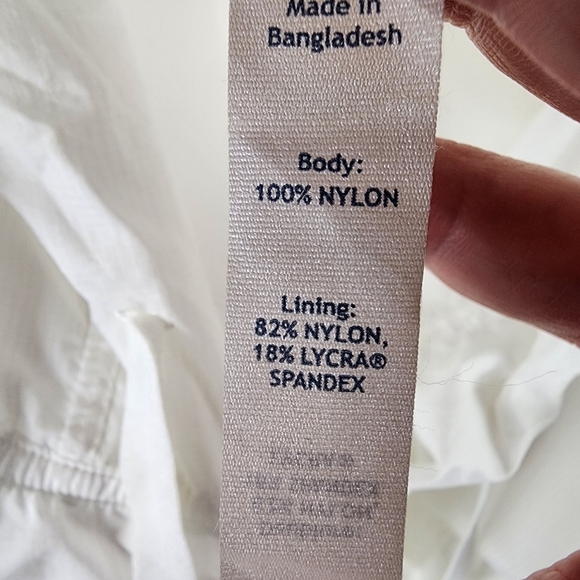 Made in
Bangladesh
Body:
100% NYLON
Lining:
82% NYLON,
18% LYCRA®
SPANDEX